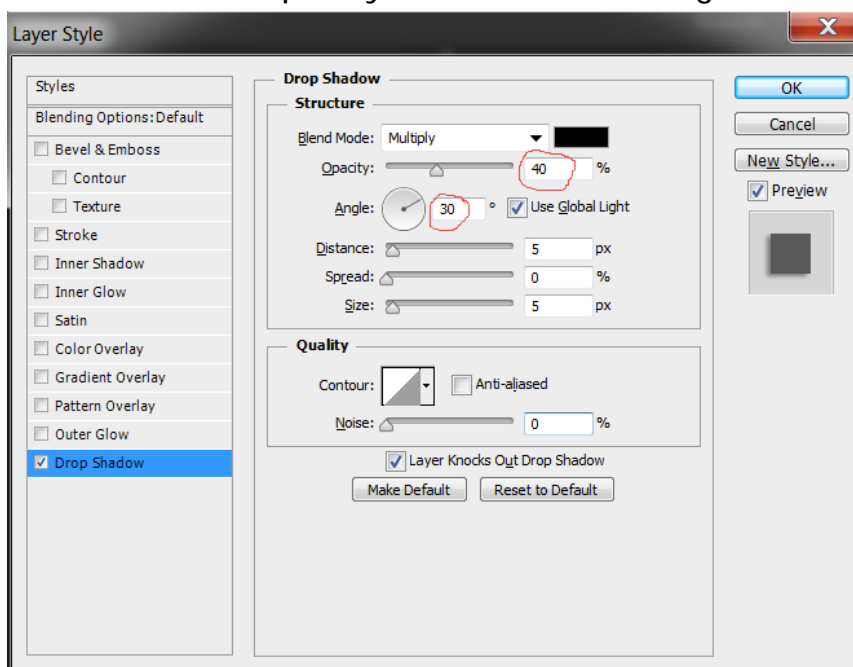 Layer Style
X
Styles
Blending Options: Default
Bevel & Emboss
Contour
Texture
Stroke
Inner Shadow
Inner Glow
Satin
Color Overlay
Gradient Overlay
Pattern Overlay
Outer Glow
Drop Shadow
Drop Shadow
Structure
Blend Mode: Multiply
Opacity: 40 %
Angle: 30 ° Use Global Light
Distance: 5 px
Spread: 0 %
Size: 5 px
Quality
Contour: Anti-aliased
Noise: 0 %
Layer Knocks Out Drop Shadow
Make Default Reset to Default
OK
Cancel
New Style...
Preview